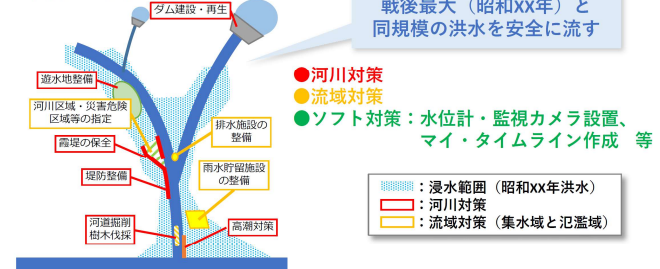 戦後最大（昭和XX年）と
同規模の洪水を安全に流す
ダム建設・再生
●河川対策
●流域対策
●ソフト対策：水位計・監視カメラ設置、
マイ・タイムライン作成　等
遊水地整備
河川区域・災害危険
区域等の指定
霞堤の保全
堤防整備
排水施設の
整備
雨水貯留施設
の整備
河道掘削
樹木伐採
高潮対策
：浸水範囲（昭和XX年洪水）
：河川対策
：流域対策（集水域と氾濫域）